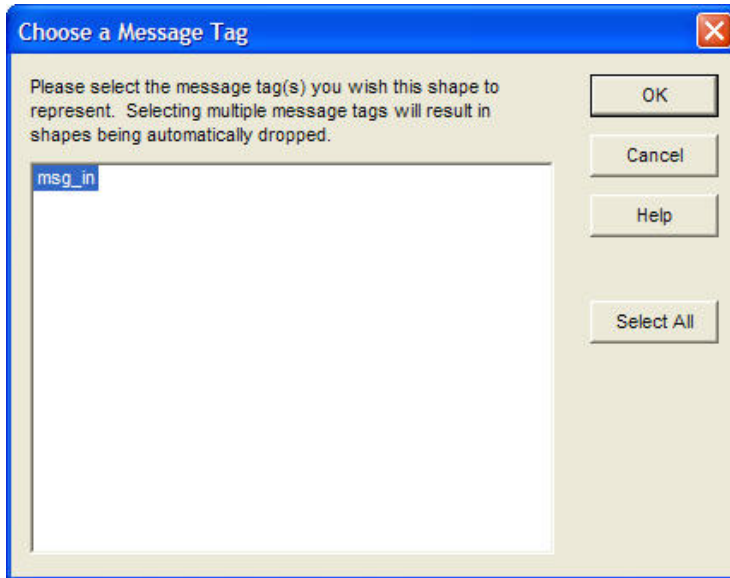 Choose a Message Tag
Please select the message tag(s) you wish this shape to
represent. Selecting multiple message tags will result in
shapes being automatically dropped.
OK
Cancel
Help
Select All
msg_in